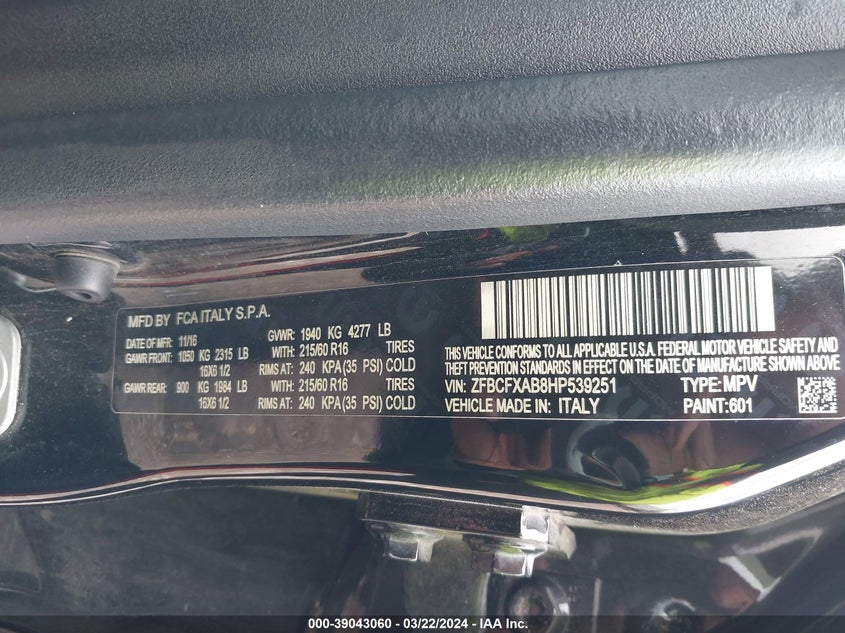 MFD BY FCA ITALY S.P.A.
DATE OF MFR: 11/16 GVWR: 1940 KG 4277 LB
GAWR FRONT: 1050 KG 2315 LB WITH: 215/60 R16 TIRES
16X6 1/2 RIMS AT: 240 KPA (35 PSI) COLD
GAWR REAR: 900 KG 1984 LB WITH: 215/60 R16 TIRES
16X6 1/2 RIMS AT: 240 KPA (35 PSI) COLD
THIS VEHICLE CONFORMS TO ALL APPLICABLE U.S.A. FEDERAL MOTOR VEHICLE SAFETY AND
THEFT PREVENTION STANDARDS IN EFFECT ON THE DATE OF MANUFACTURE SHOWN ABOVE
VIN: ZFBCFXAB8HP539251 TYPE: MPV
VEHICLE MADE IN: ITALY PAINT:601
000-39043060 - 03/22/2024 - IAA Inc.